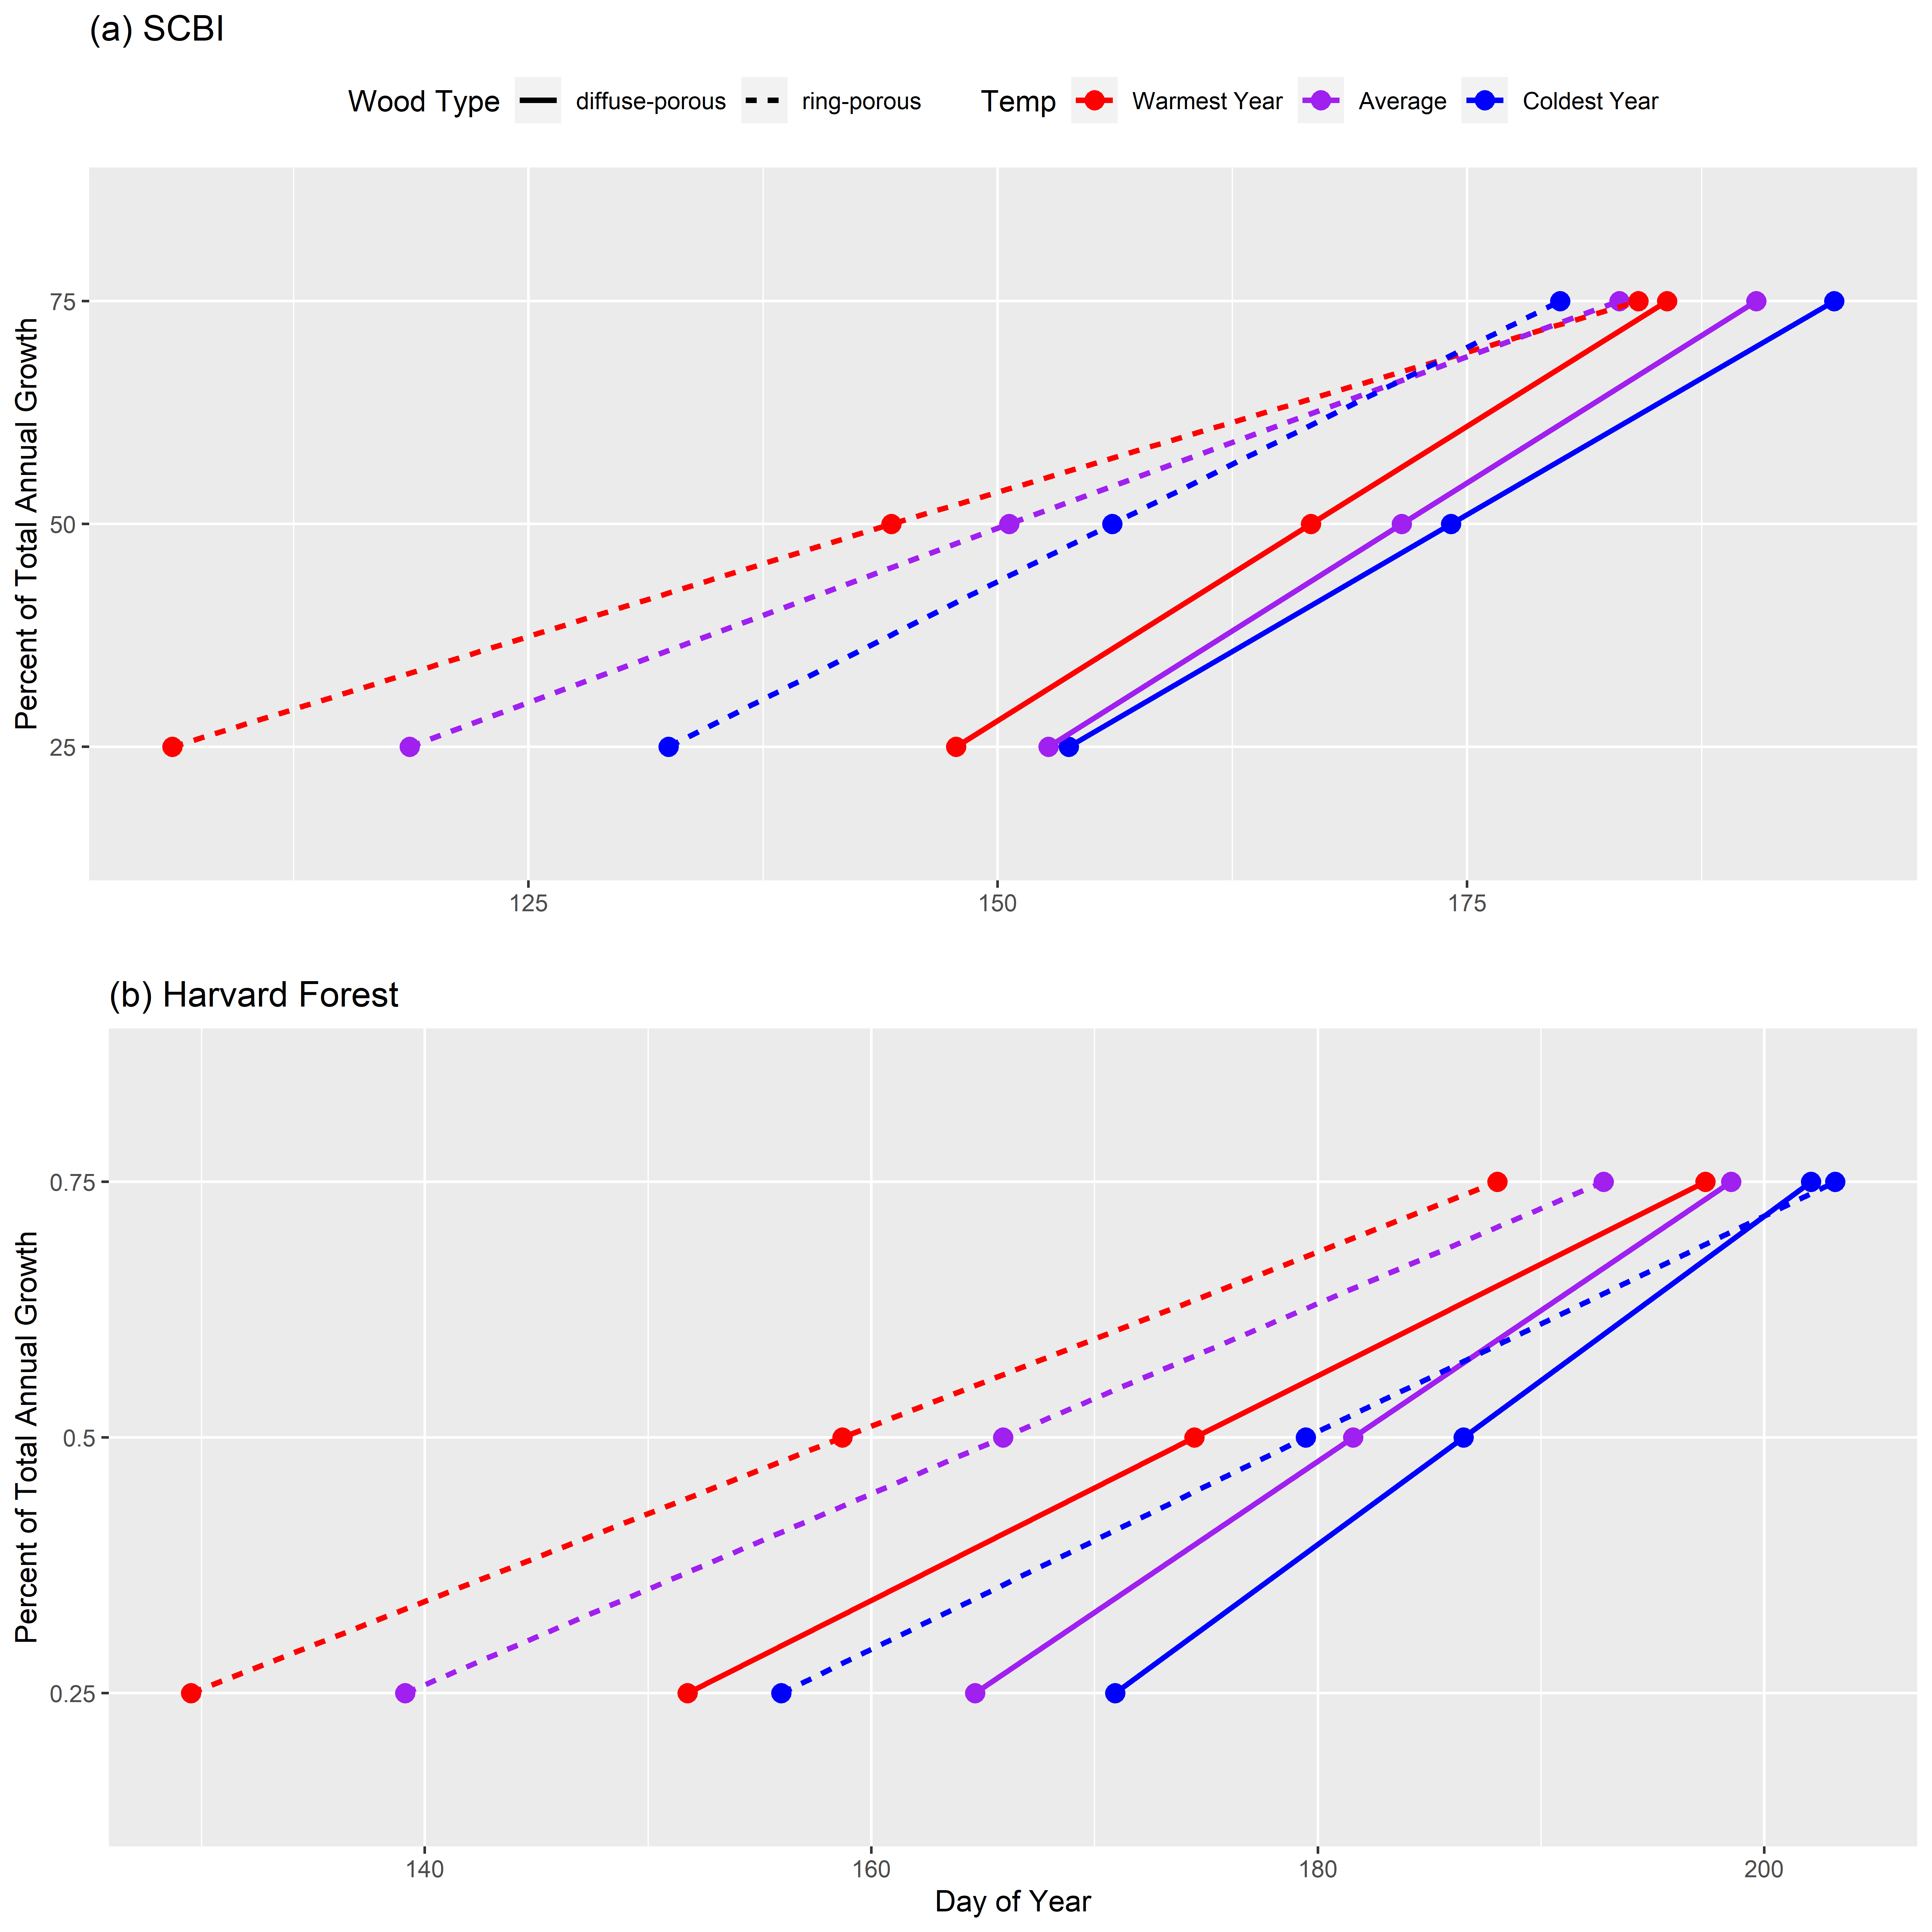 (a) SCBI
Wood Type diffuse-porous ring-porous Temp Warmest Year Average Coldest Year
Percent of Total Annual Growth
75
50
25
125 150 175
(b) Harvard Forest
Percent of Total Annual Growth
0.75
0.5
0.25
140 160 180 200
Day of Year